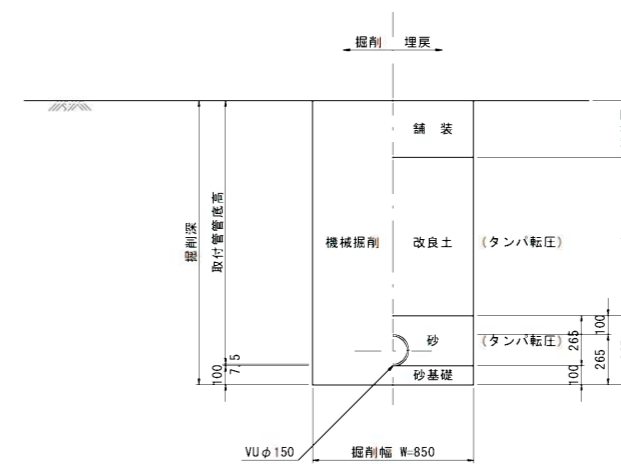 掘削 埋戻
舗 装
掘削深
取付管管底高
機械掘削
改良土
(タンパ転圧)
砂
(タンパ転圧)
265
100
265
100
7.5
100
砂基礎
VUφ150
掘削幅 W=850